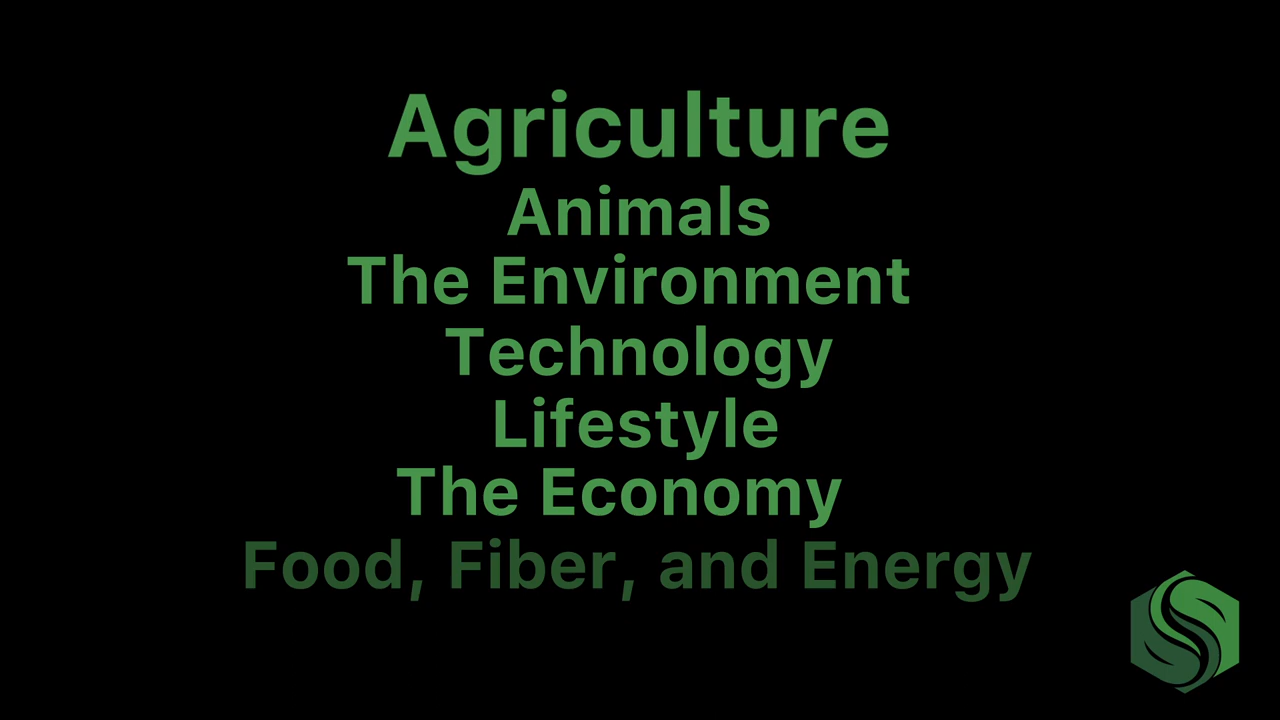 Agriculture
Animals
The Environment
Technology
Lifestyle
The Economy
Food, Fiber, and Energy